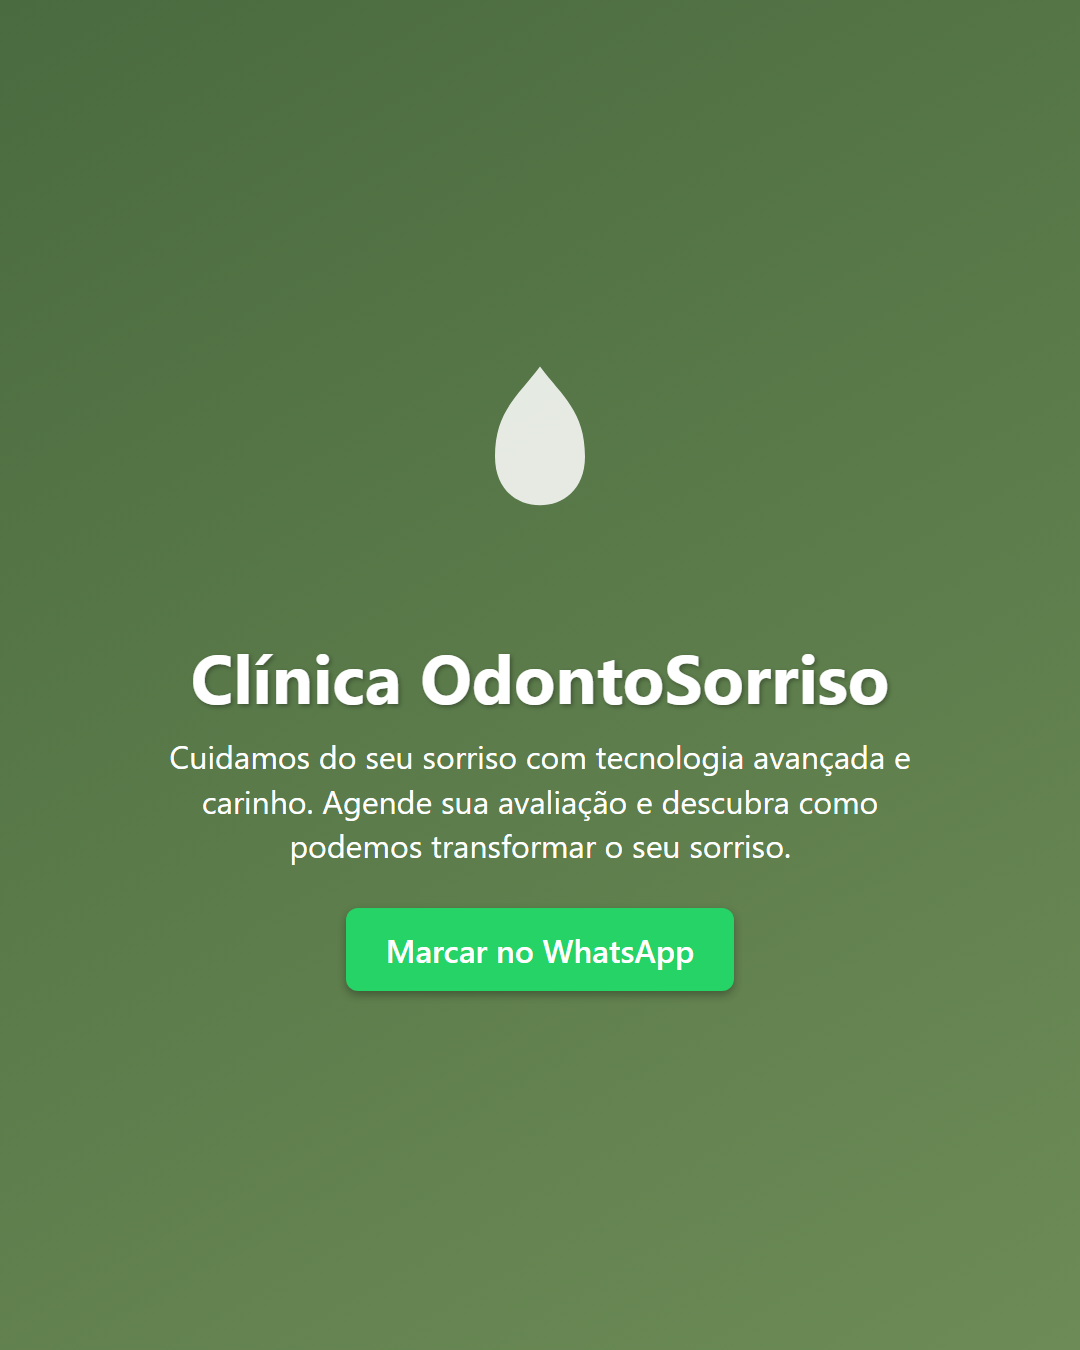 Clínica OdontoSorriso
Cuidamos do seu sorriso com tecnologia avançada e
carinho. Agende sua avaliação e descubra como
podemos transformar o seu sorriso.
Marcar no WhatsApp